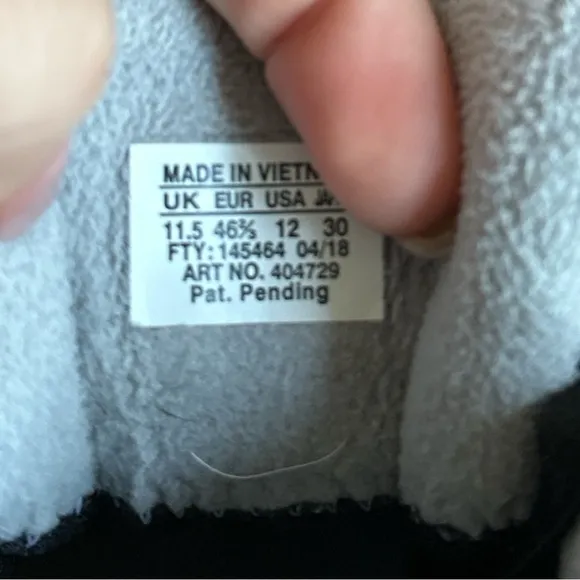 MADE IN
UK EUR USA
11.5 46⅔ 12 30
FTY: 145464 04/18
ART NO. 404729
Pat. Pending